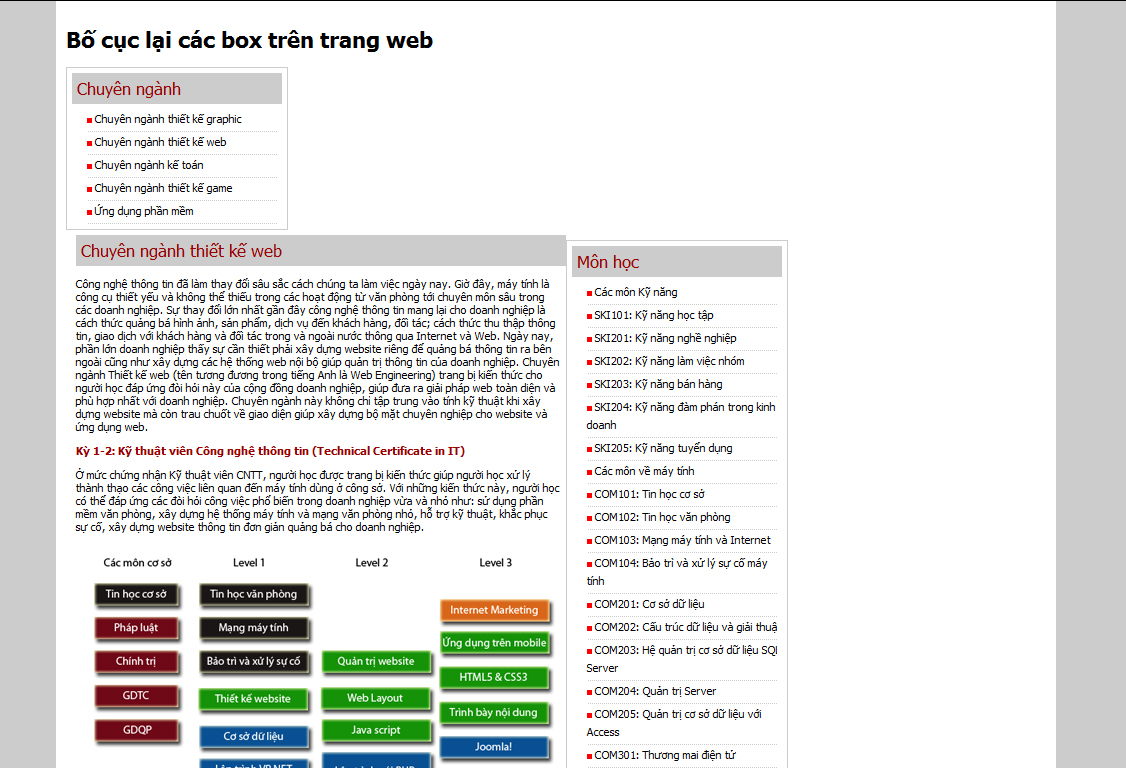 Bố cục lại các box trên trang web
Chuyên ngành
Chuyên ngành thiết kế graphic
Chuyên ngành thiết kế web
Chuyên ngành kế toán
Chuyên ngành thiết kế game
Ứng dụng phần mềm
Chuyên ngành thiết kế web
Công nghệ thông tin đã làm thay đổi sâu sắc cách chúng ta làm việc ngày nay. Giờ đây, máy tính là
công cụ thiết yếu và không thể thiếu trong các hoạt động từ văn phòng tới chuyên môn sâu trong
các doanh nghiệp. Sự thay đổi lớn nhất gần đây công nghệ thông tin mang lại cho doanh nghiệp là
cách thức quảng bá hình ảnh, sản phẩm, dịch vụ đến khách hàng, đối tác; cách thức thu thập thông
tin, giao dịch với khách hàng và đối tác trong và ngoài nước thông qua Internet và Web. Ngày nay,
phần lớn doanh nghiệp thấy sự cần thiết phải xây dựng website riêng để quảng bá thông tin ra bên
ngoài cũng như xây dựng các hệ thống web nội bộ giúp quản trị thông tin của doanh nghiệp. Chuyên
ngành Thiết kế web (tên tương đương trong tiếng Anh là Web Engineering) trang bị kiến thức cho
người học đáp ứng đòi hỏi này của cộng đồng doanh nghiệp, giúp đưa ra giải pháp web toàn diện và
phù hợp nhất với doanh nghiệp. Chuyên ngành này không chỉ tập trung vào tính kỹ thuật khi xây
dựng website mà còn trau chuốt về giao diện giúp xây dựng bộ mặt chuyên nghiệp cho website và
ứng dụng web.
Kỳ 1-2: Kỹ thuật viên Công nghệ thông tin (Technical Certificate in IT)
Ở mức chứng nhận Kỹ thuật viên CNTT, người học được trang bị kiến thức giúp người học xử lý
thành thạo các công việc liên quan đến máy tính dùng ở công sở. Với những kiến thức này, người học
có thể đáp ứng các đòi hỏi công việc phổ biến trong doanh nghiệp vừa và nhỏ như: sử dụng phần
mềm văn phòng, xây dựng hệ thống máy tính và mạng văn phòng nhỏ, hỗ trợ kỹ thuật, khắc phục
sự cố, xây dựng website thông tin đơn giản quảng bá cho doanh nghiệp.
Các môn cơ sở Level 1 Level 2 Level 3
Tin học cơ sở
Pháp luật
Chính trị
GDTC
GDQP
Tin học văn phòng
Mạng máy tính
Bảo trì và xử lý sự cố
Thiết kế website
Cơ sở dữ liệu
Quản trị website
Web Layout
Java script
Internet Marketing
Ứng dụng trên mobile
HTML5 & CSS3
Trình bày nội dung
Joomla!
Môn học
Các môn Kỹ năng
SKI101: Kỹ năng học tập
SKI201: Kỹ năng nghề nghiệp
SKI202: Kỹ năng làm việc nhóm
SKI203: Kỹ năng bán hàng
SKI204: Kỹ năng đàm phán trong kinh
doanh
SKI205: Kỹ năng tuyển dụng
Các môn về máy tính
COM101: Tin học cơ sở
COM102: Tin học văn phòng
COM103: Mạng máy tính và Internet
COM104: Bảo trì và xử lý sự cố máy
tính
COM201: Cơ sở dữ liệu
COM202: Cấu trúc dữ liệu và giải thuậ
COM203: Hệ quản trị cơ sở dữ liệu SQL
Server
COM204: Quản trị Server
COM205: Quản trị cơ sở dữ liệu với
Access
COM301: Thương mại điện tử